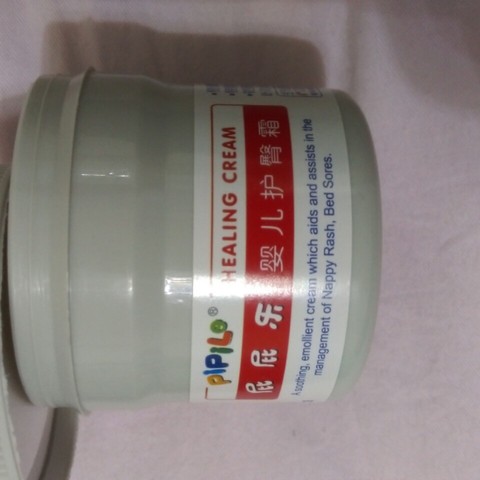 PiPiLo® HEALING CREAM
屁屁乐 婴儿护臀霜
A soothing, emollient cream which aids and assists in the
management of Nappy Rash, Bed Sores.